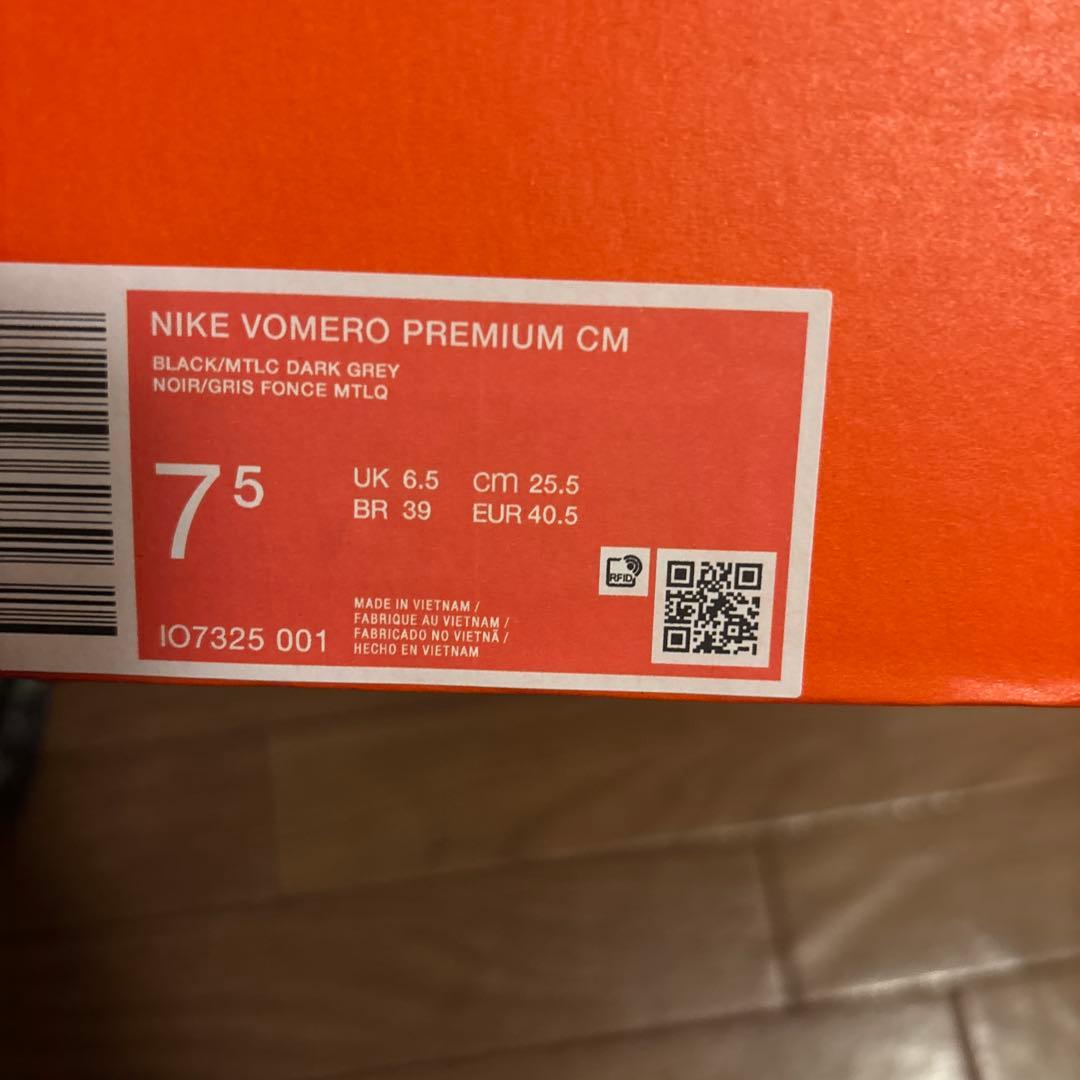 NIKE VOMERO PREMIUM CM
BLACK/MTLC DARK GREY
NOIR/GRIS FONCE MTLQ
7 5
UK 6.5 cm 25.5
BR 39 EUR 40.5
RFID
IO7325 001
MADE IN VIETNAM /
FABRIQUE AU VIETNAM /
FABRICADO NO VIETNÃ /
HECHO EN VIETNAM